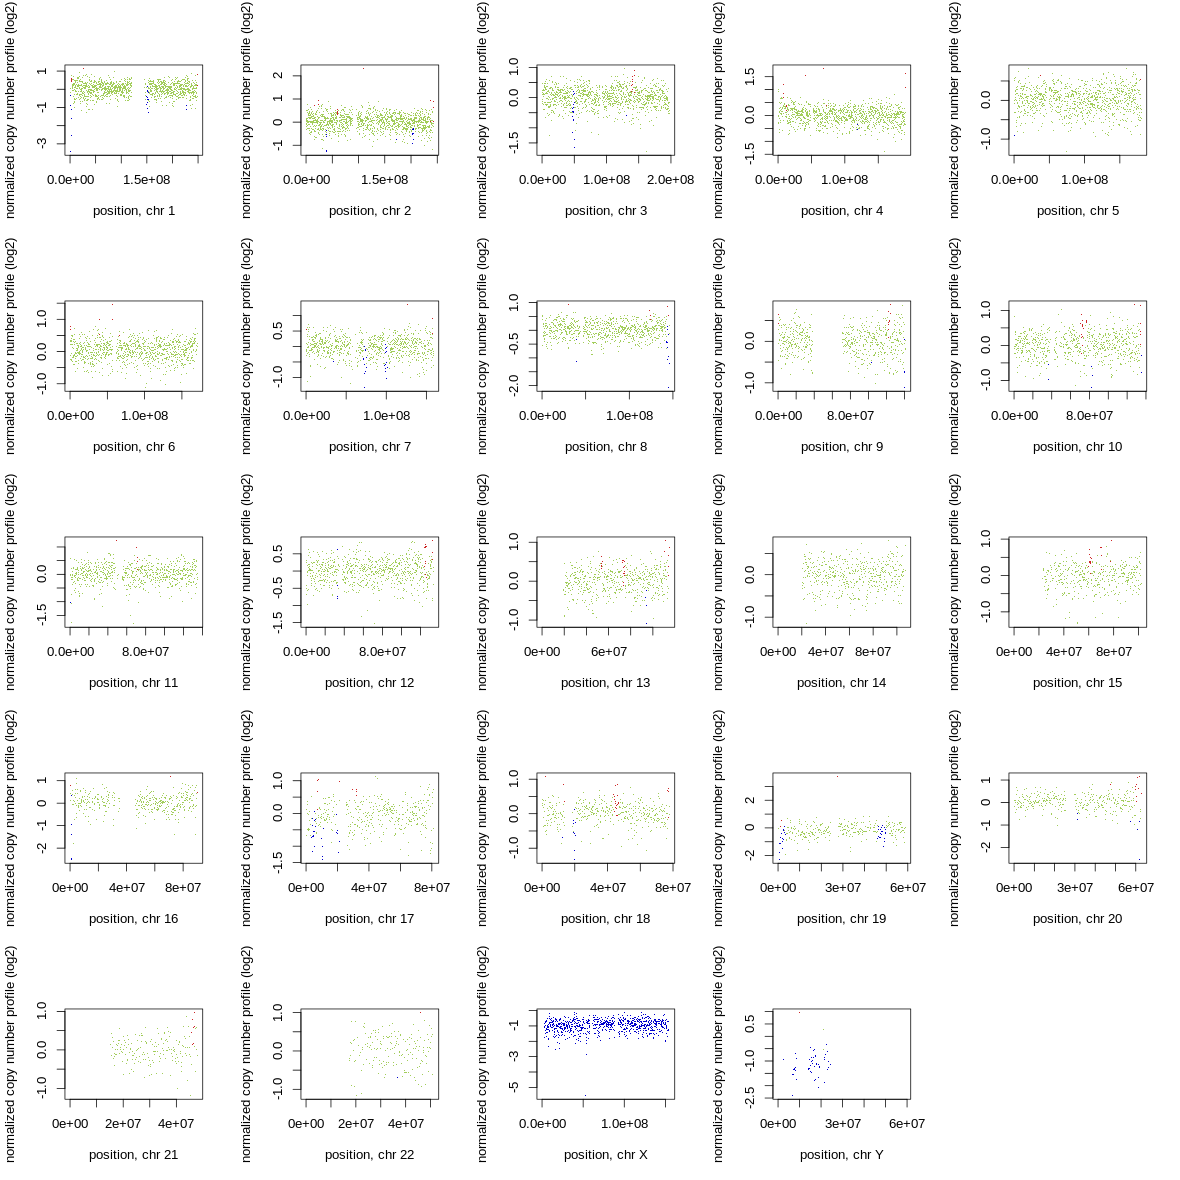 normalized copy number profile (log2)
1
-1
-3
0.0e+00 1.5e+08
position, chr 1
normalized copy number profile (log2)
2
1
0
-1
0.0e+00 1.5e+08
position, chr 2
normalized copy number profile (log2)
1.0
0.0
-1.5
0.0e+00 1.0e+08 2.0e+08
position, chr 3
normalized copy number profile (log2)
1.5
0.0
-1.5
0.0e+00 1.0e+08
position, chr 4
normalized copy number profile (log2)
0.0
-1.0
0.0e+00 1.0e+08
position, chr 5
normalized copy number profile (log2)
1.0
0.0
-1.0
0.0e+00 1.0e+08
position, chr 6
normalized copy number profile (log2)
0.5
-1.0
0.0e+00 1.0e+08
position, chr 7
normalized copy number profile (log2)
1.0
-0.5
-2.0
0.0e+00 1.0e+08
position, chr 8
normalized copy number profile (log2)
0.0
-1.0
0.0e+00 8.0e+07
position, chr 9
normalized copy number profile (log2)
1.0
0.0
-1.0
0.0e+00 8.0e+07
position, chr 10
normalized copy number profile (log2)
0.0
-1.5
0.0e+00 8.0e+07
position, chr 11
normalized copy number profile (log2)
0.5
-0.5
-1.5
0.0e+00 8.0e+07
position, chr 12
normalized copy number profile (log2)
1.0
0.0
-1.0
0e+00 6e+07
position, chr 13
normalized copy number profile (log2)
0.0
-1.0
0e+00 4e+07 8e+07
position, chr 14
normalized copy number profile (log2)
1.0
0.0
-1.0
0e+00 4e+07 8e+07
position, chr 15
normalized copy number profile (log2)
1
0
-2
0e+00 4e+07 8e+07
position, chr 16
normalized copy number profile (log2)
1.0
0.0
-1.5
0e+00 4e+07 8e+07
position, chr 17
normalized copy number profile (log2)
1.0
0.0
-1.0
0e+00 4e+07 8e+07
position, chr 18
normalized copy number profile (log2)
2
0
-2
0e+00 3e+07 6e+07
position, chr 19
normalized copy number profile (log2)
1
0
-1
-2
0e+00 3e+07 6e+07
position, chr 20
normalized copy number profile (log2)
1.0
0.0
-1.0
0e+00 2e+07 4e+07
position, chr 21
normalized copy number profile (log2)
1.0
0.0
-1.0
0e+00 2e+07 4e+07
position, chr 22
normalized copy number profile (log2)
-1
-3
-5
0.0e+00 1.0e+08
position, chr X
normalized copy number profile (log2)
0.5
-1.0
-2.5
0e+00 3e+07 6e+07
position, chr Y